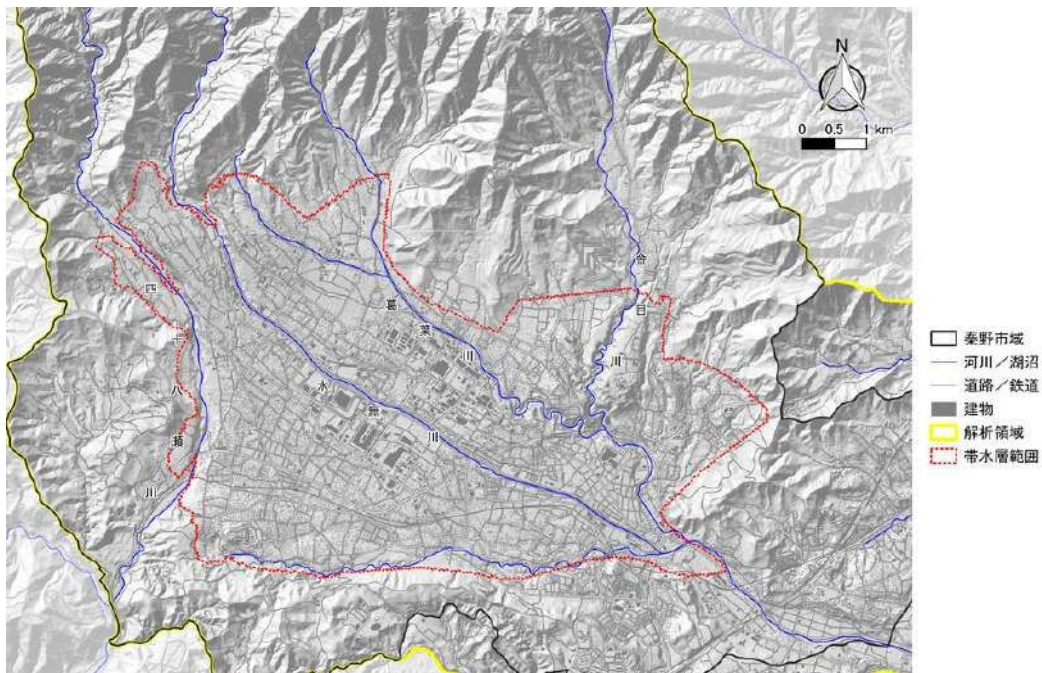 N
0 0.5 1 km
金目川
葛葉川
水無川
四十八瀬川
秦野市域
河川／湖沼
道路／鉄道
建物
解析領域
帯水層範囲